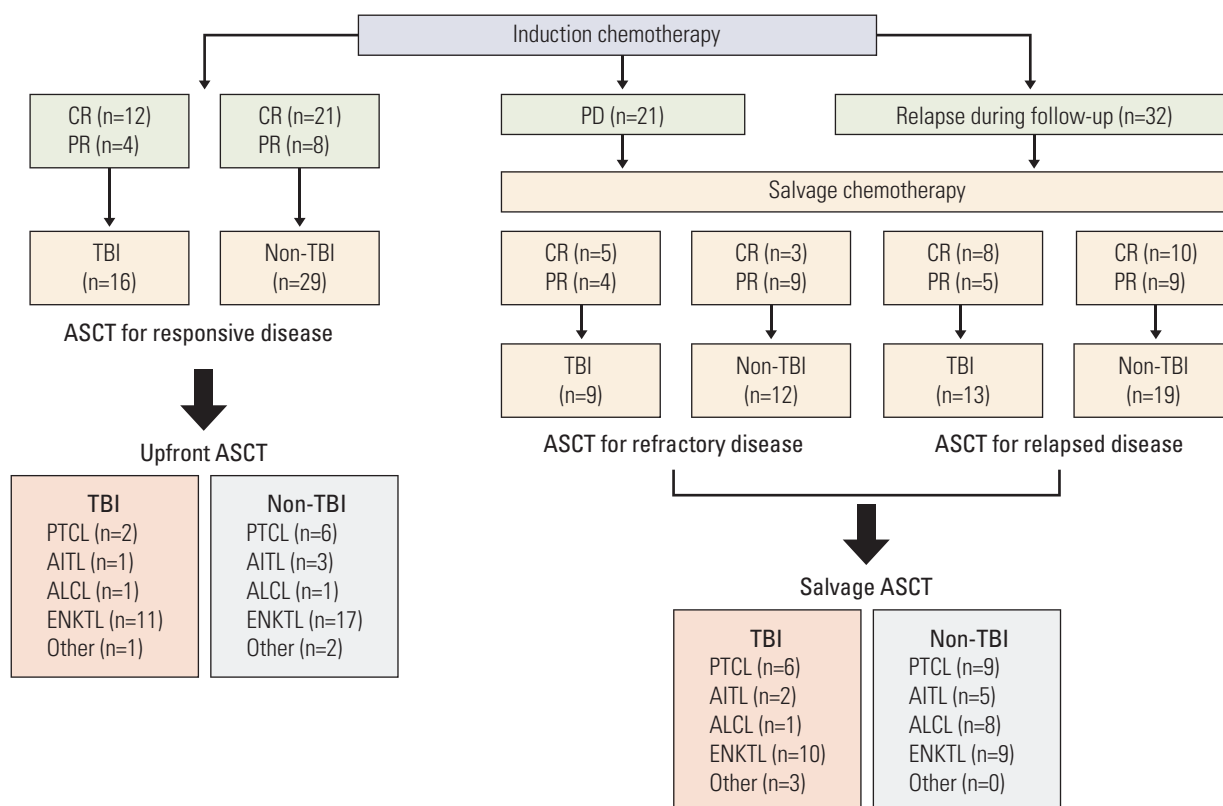 Induction chemotherapy
CR (n=12)
PR (n=4)
CR (n=21)
PR (n=8)
PD (n=21)
Relapse during follow-up (n=32)
Salvage chemotherapy
TBI
(n=16)
Non-TBI
(n=29)
ASCT for responsive disease
CR (n=5)
PR (n=4)
CR (n=3)
PR (n=9)
CR (n=8)
PR (n=5)
CR (n=10)
PR (n=9)
TBI
(n=9)
Non-TBI
(n=12)
TBI
(n=13)
Non-TBI
(n=19)
ASCT for refractory disease
ASCT for relapsed disease
Upfront ASCT
TBI
PTCL (n=2)
AITL (n=1)
ALCL (n=1)
ENKTL (n=11)
Other (n=1)
Non-TBI
PTCL (n=6)
AITL (n=3)
ALCL (n=1)
ENKTL (n=17)
Other (n=2)
Salvage ASCT
TBI
PTCL (n=6)
AITL (n=2)
ALCL (n=1)
ENKTL (n=10)
Other (n=3)
Non-TBI
PTCL (n=9)
AITL (n=5)
ALCL (n=8)
ENKTL (n=9)
Other (n=0)